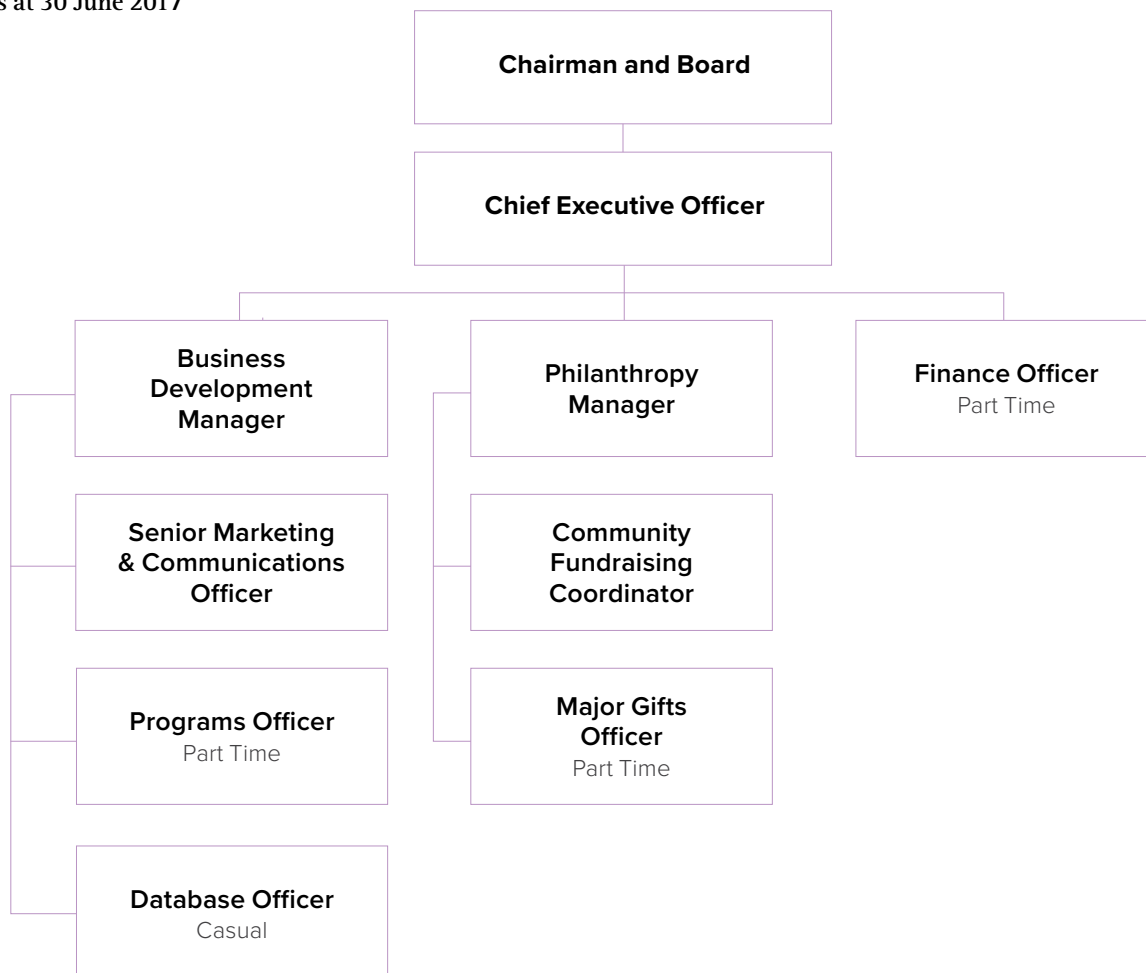 s at 30 June 2017
Chairman and Board
Chief Executive Officer
Business
Development
Manager
Philanthropy
Manager
Finance Officer
Part Time
Senior Marketing
& Communications
Officer
Community
Fundraising
Coordinator
Programs Officer
Part Time
Major Gifts
Officer
Part Time
Database Officer
Casual